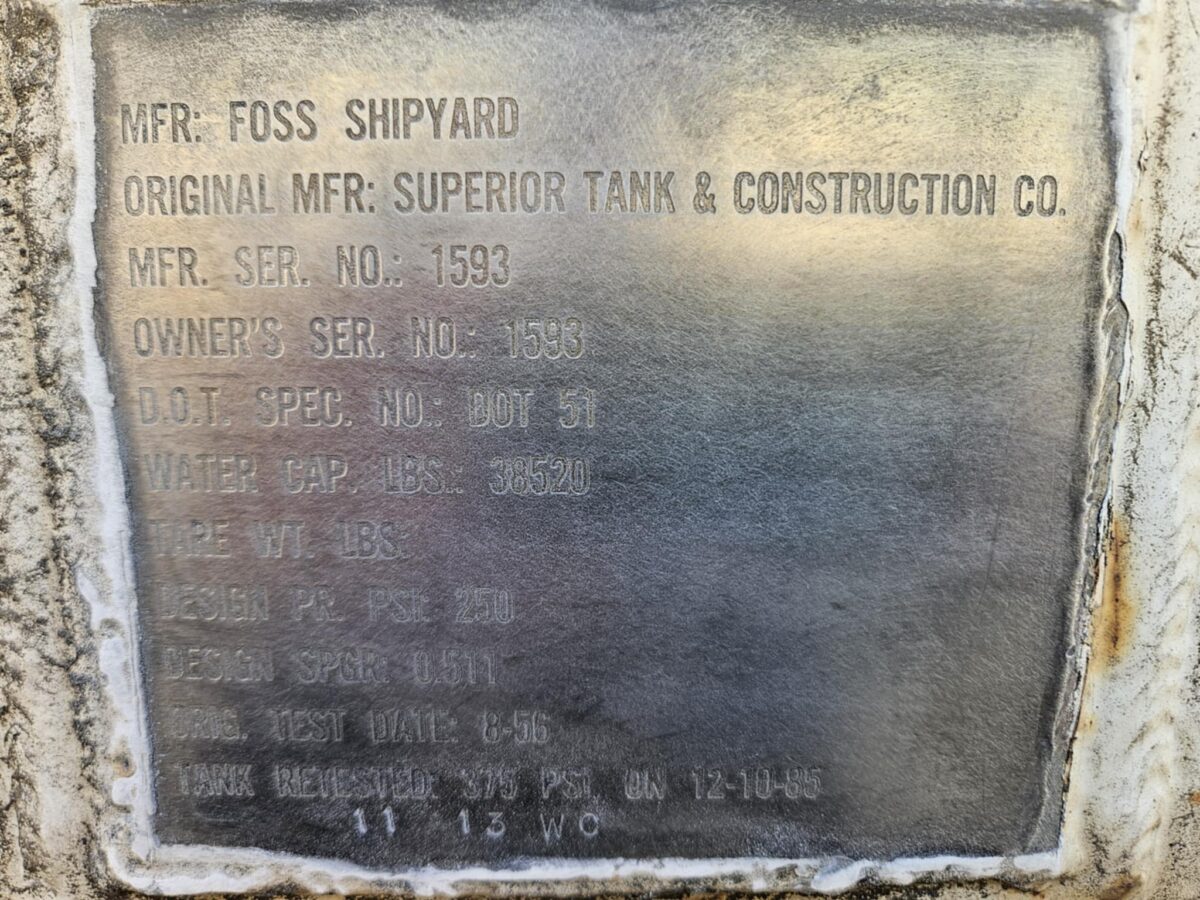 MFR: FOSS SHIPYARD
ORIGINAL MFR: SUPERIOR TANK & CONSTRUCTION CO.
MFR. SER. NO.: 1593
OWNER'S SER. NO.: 1593
D.O.T. SPEC. NO.: DOT 51
WATER CAP. LBS.: 38520
TARE WT. LBS.
DESIGN PR. PSI: 250
DESIGN SPGR: 0.511
ORIG. TEST DATE: 8-56
TANK RETESTED: 375 PSI. ON 12-10-85
11 13 WC